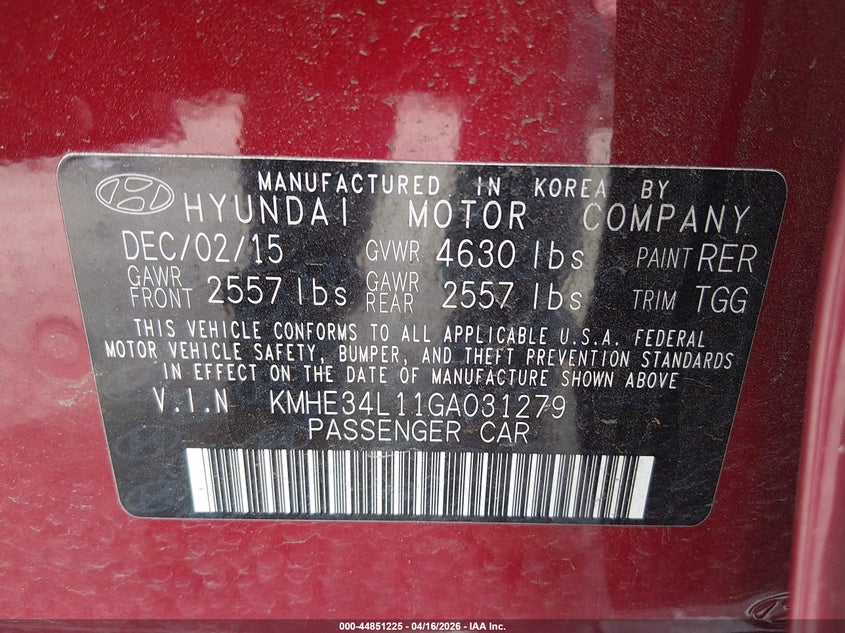 MANUFACTURED IN KOREA BY
HYUNDAI MOTOR COMPANY
DEC/02/15 GVWR 4630 lbs PAINT RER
GAWR FRONT 2557 lbs GAWR REAR 2557 lbs TRIM TGG
THIS VEHICLE CONFORMS TO ALL APPLICABLE U.S.A. FEDERAL
MOTOR VEHICLE SAFETY, BUMPER, AND THEFT PREVENTION STANDARDS
IN EFFECT ON THE DATE OF MANUFACTURE SHOWN ABOVE
V.I.N KMHE34L11GA031279
PASSENGER CAR
000-44851225 - 04/16/2026 - IAA Inc.